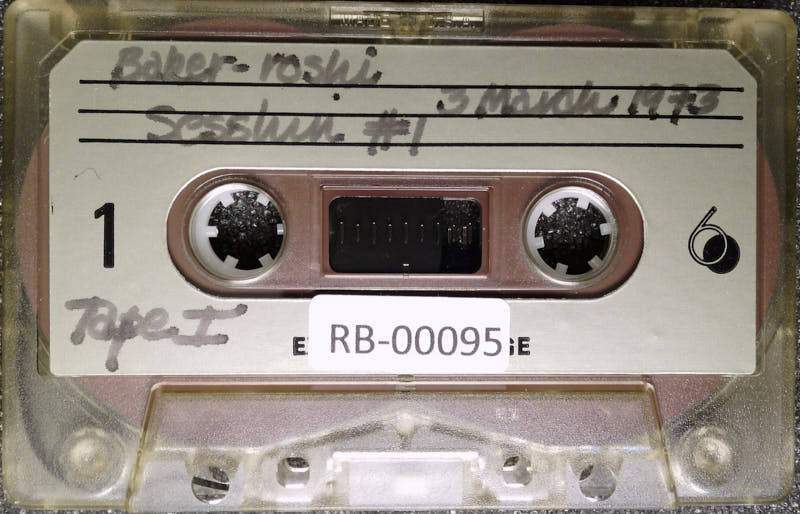 Baker-roshi
3 March 1973
Sesshin #1
1
6
Tape I
RB-00095